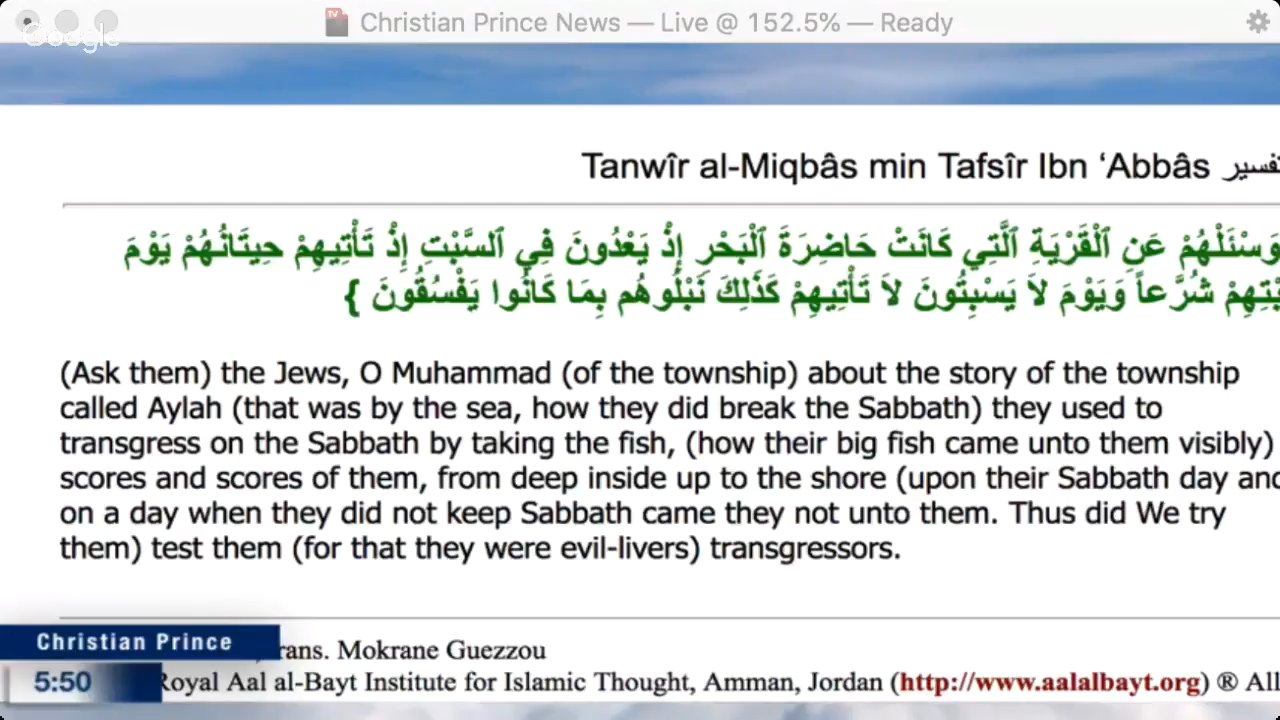 Google
Christian Prince News — Live @ 152.5% — Ready
Tanwîr al-Miqbâs min Tafsîr Ibn ‘Abbâs
وَسْئَلْهُمْ عَنِ ٱلْقَرْيَةِ ٱلَّتِي كَانَتْ حَاضِرَةَ ٱلْبَحْرِ إِذْ يَعْدُونَ فِي ٱلسَّبْتِ إِذْ تَأْتِيهِمْ حِيتَانُهُمْ يَوْمَ
شُرَّعاً وَيَوْمَ لاَ يَسْبِتُونَ لاَ تَأْتِيهِمْ كَذَلِكَ نَبْلُوهُم بِمَا كَانُوا يَفْسُقُونَ }
(Ask them) the Jews, O Muhammad (of the township) about the story of the township
called Aylah (that was by the sea, how they did break the Sabbath) they used to
transgress on the Sabbath by taking the fish, (how their big fish came unto them visibly)
scores and scores of them, from deep inside up to the shore (upon their Sabbath day and
on a day when they did not keep Sabbath came they not unto them. Thus did We try
them) test them (for that they were evil-livers) transgressors.
Christian Prince
rans. Mokrane Guezzou
5:50
Royal Aal al-Bayt Institute for Islamic Thought, Amman, Jordan (http://www.aalalbayt.org) ® All